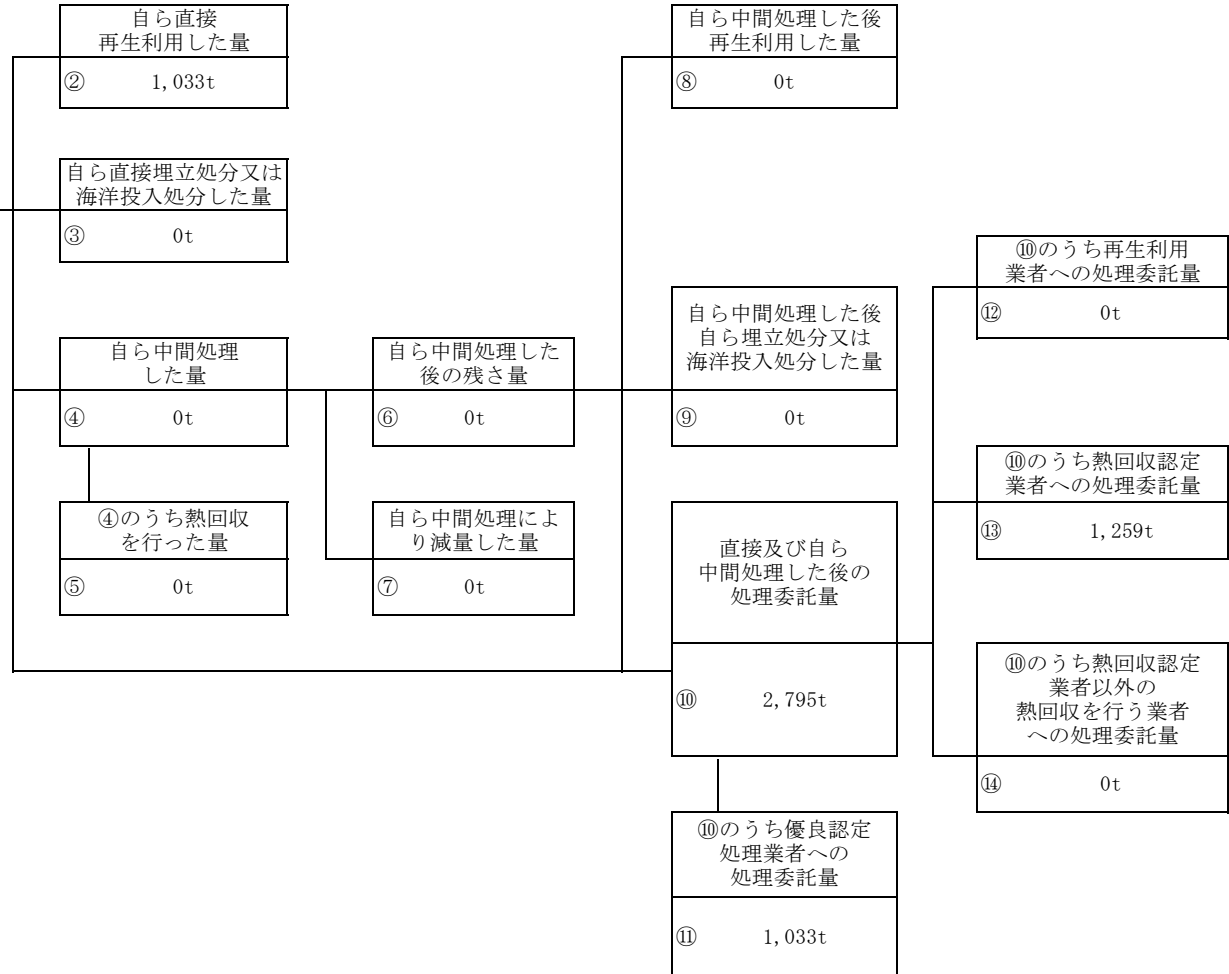 自ら直接
再生利用した量
② 1,033t
自ら直接埋立処分又は
海洋投入処分した量
③ 0t
自ら中間処理
した量
④ 0t
④のうち熱回収
を行った量
⑤ 0t
自ら中間処理した
後の残さ量
⑥ 0t
自ら中間処理によ
り減量した量
⑦ 0t
自ら中間処理した後
再生利用した量
⑧ 0t
自ら中間処理した後
自ら埋立処分又は
海洋投入処分した量
⑨ 0t
直接及び自ら
中間処理した後の
処理委託量
⑩ 2,795t
⑩のうち優良認定
処理業者への
処理委託量
⑪ 1,033t
⑩のうち再生利用
業者への処理委託量
⑫ 0t
⑩のうち熱回収認定
業者への処理委託量
⑬ 1,259t
⑩のうち熱回収認定
業者以外の
熱回収を行う業者
への処理委託量
⑭ 0t